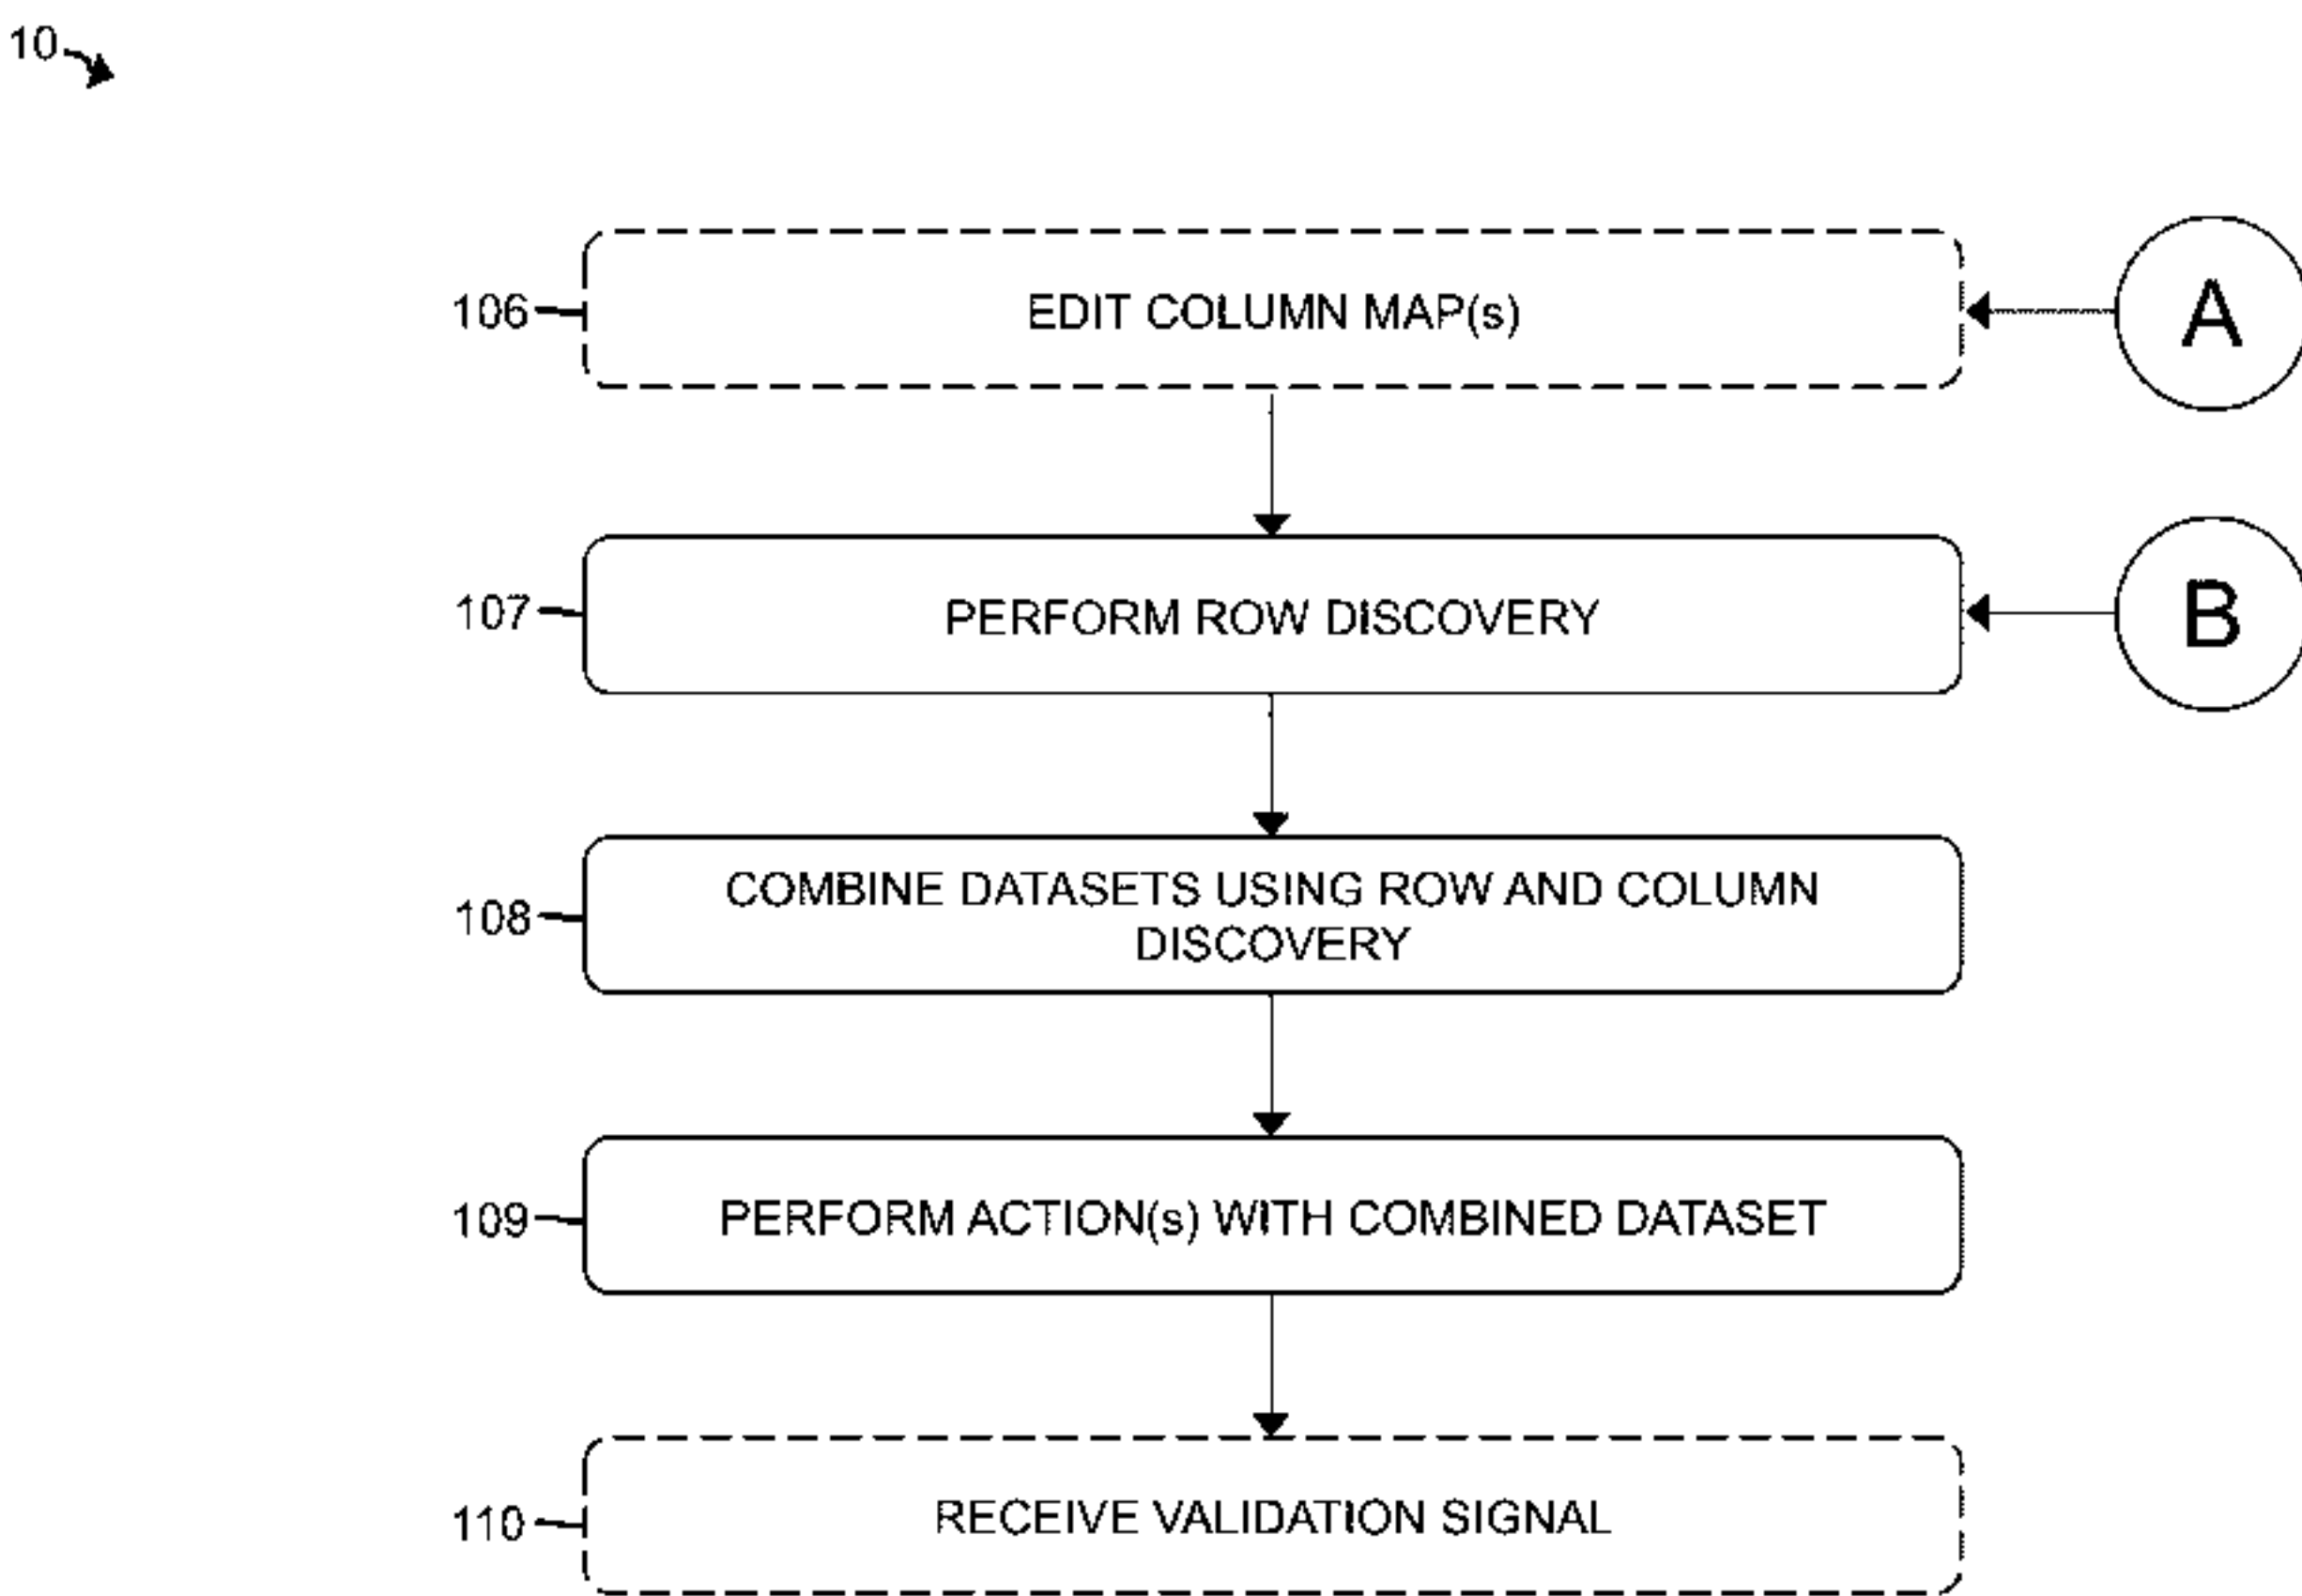 10
106
EDIT COLUMN MAP(s)
A
107
PERFORM ROW DISCOVERY
B
108
COMBINE DATASETS USING ROW AND COLUMN
DISCOVERY
109
PERFORM ACTION(s) WITH COMBINED DATASET
110
RECEIVE VALIDATION SIGNAL